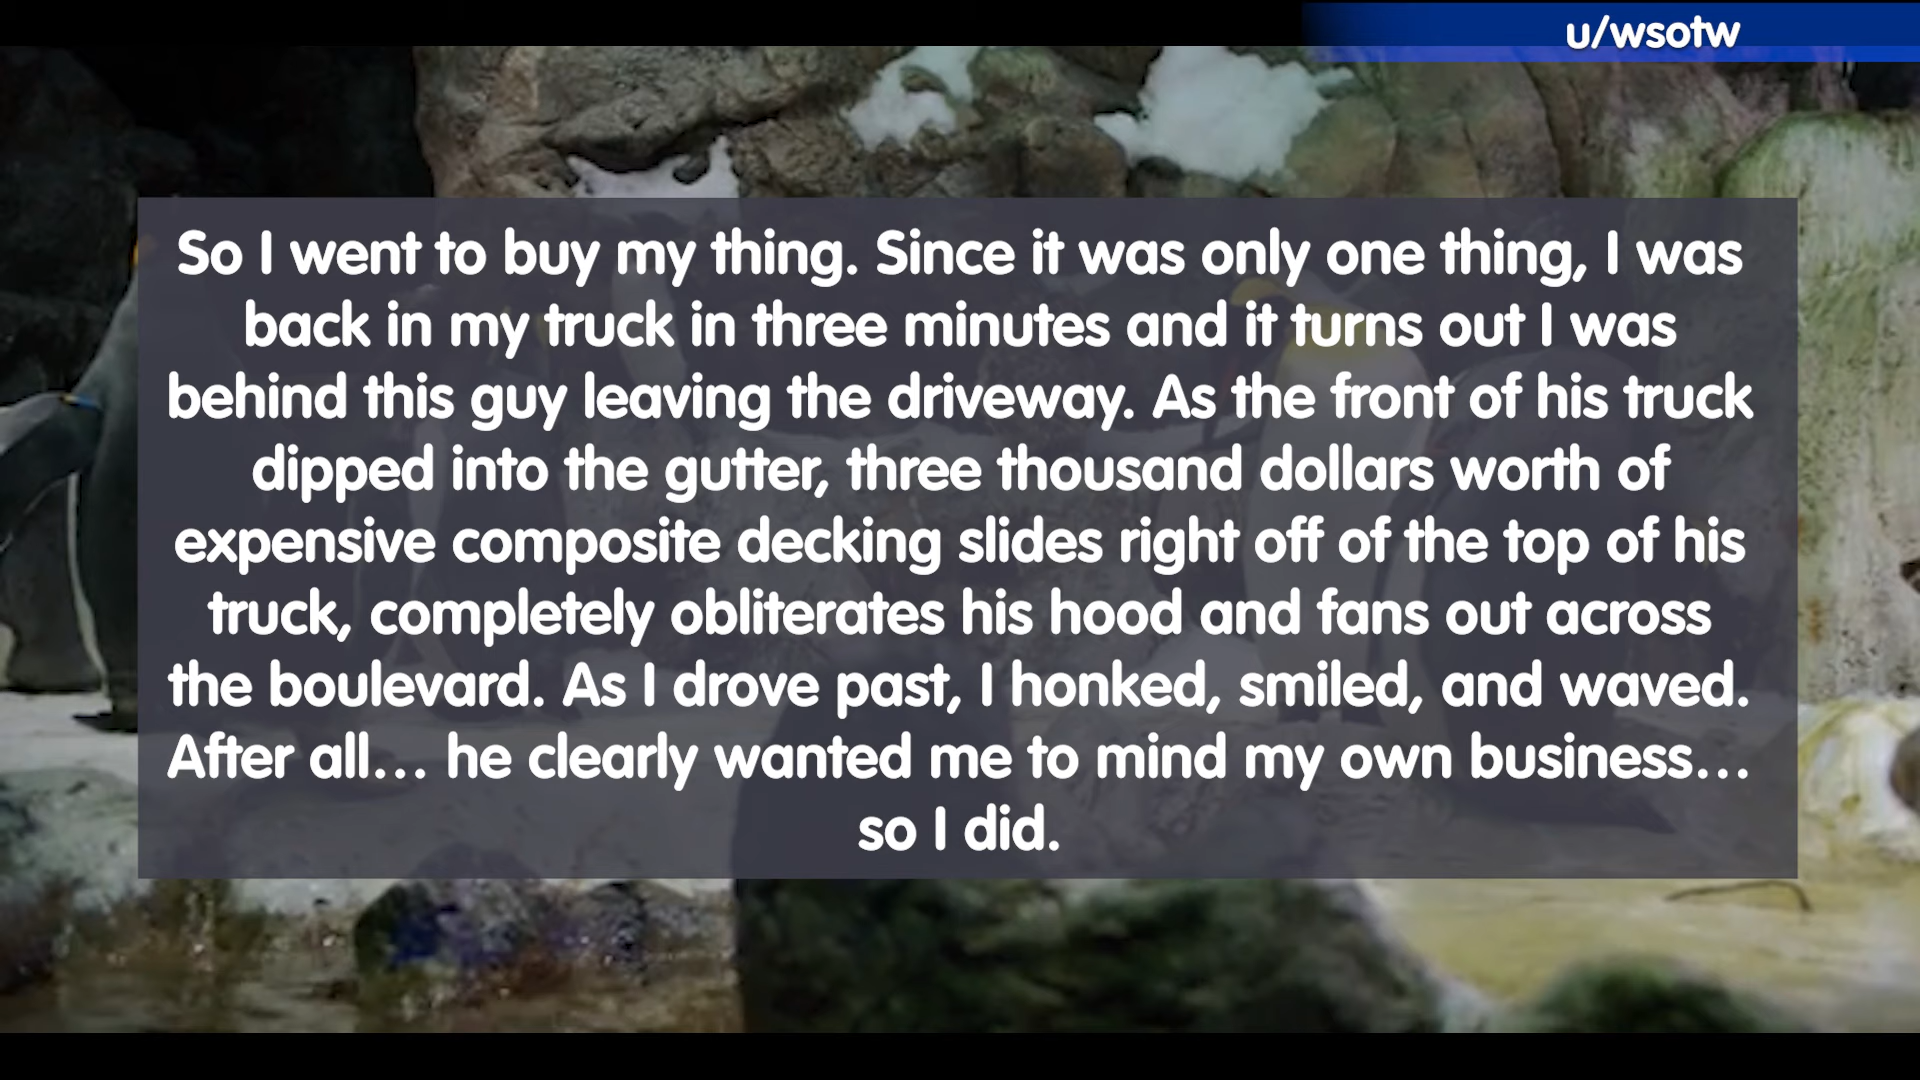 u/wsotw
So I went to buy my thing. Since it was only one thing, I was
back in my truck in three minutes and it turns out I was
behind this guy leaving the driveway. As the front of his truck
dipped into the gutter, three thousand dollars worth of
expensive composite decking slides right off of the top of his
truck, completely obliterates his hood and fans out across
the boulevard. As I drove past, I honked, smiled, and waved.
After all... he clearly wanted me to mind my own business...
so I did.